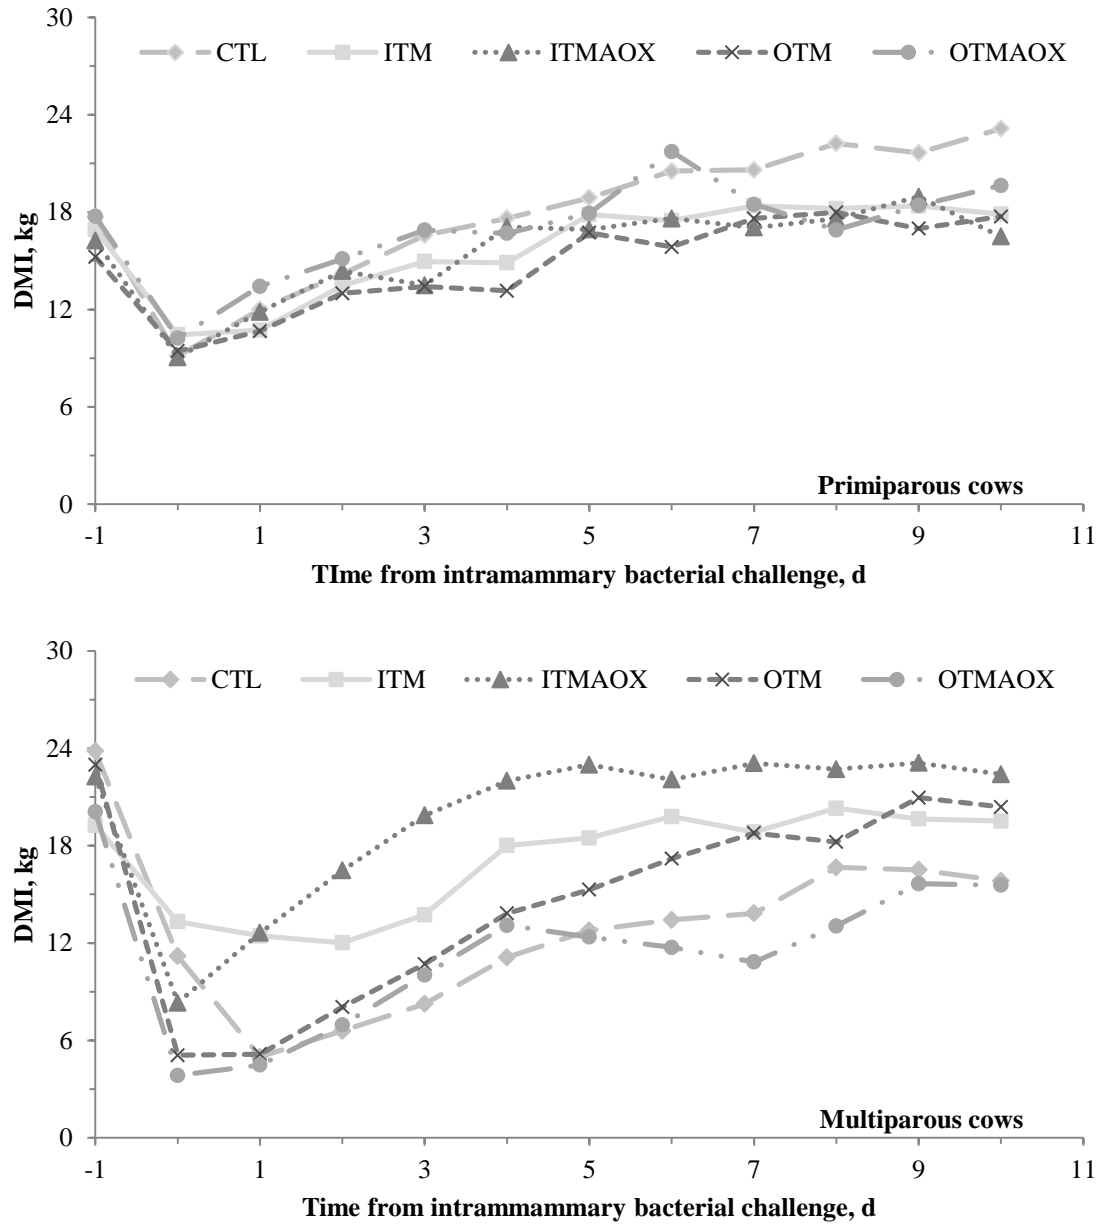 30
CTL ITM ITMAOX OTM OTMAOX
24
18
DMI, kg
12
6
Primiparous cows
0
-1 1 3 5 7 9 11
TIme from intramammary bacterial challenge, d
30
CTL ITM ITMAOX OTM OTMAOX
24
18
DMI, kg
12
6
Multiparous cows
0
-1 1 3 5 7 9 11
Time from intrammammary bacterial challenge, d